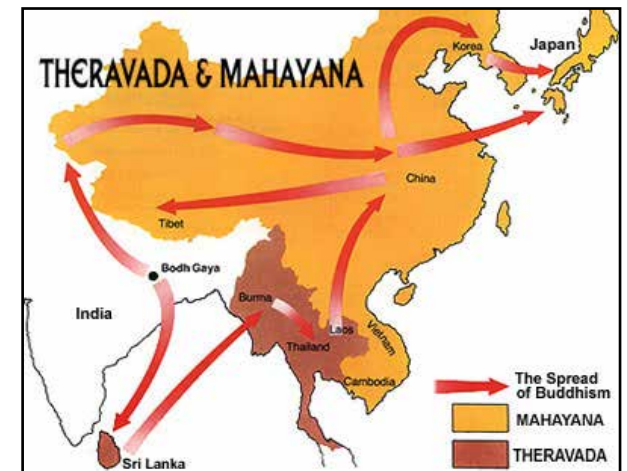 THERAVADA & MAHAYANA
Korea
Japan
China
Tibet
Bodh Gaya
India
Burma
Laos
Thailand
Vietnam
Cambodia
Sri Lanka
The Spread
of Buddhism
MAHAYANA
THERAVADA